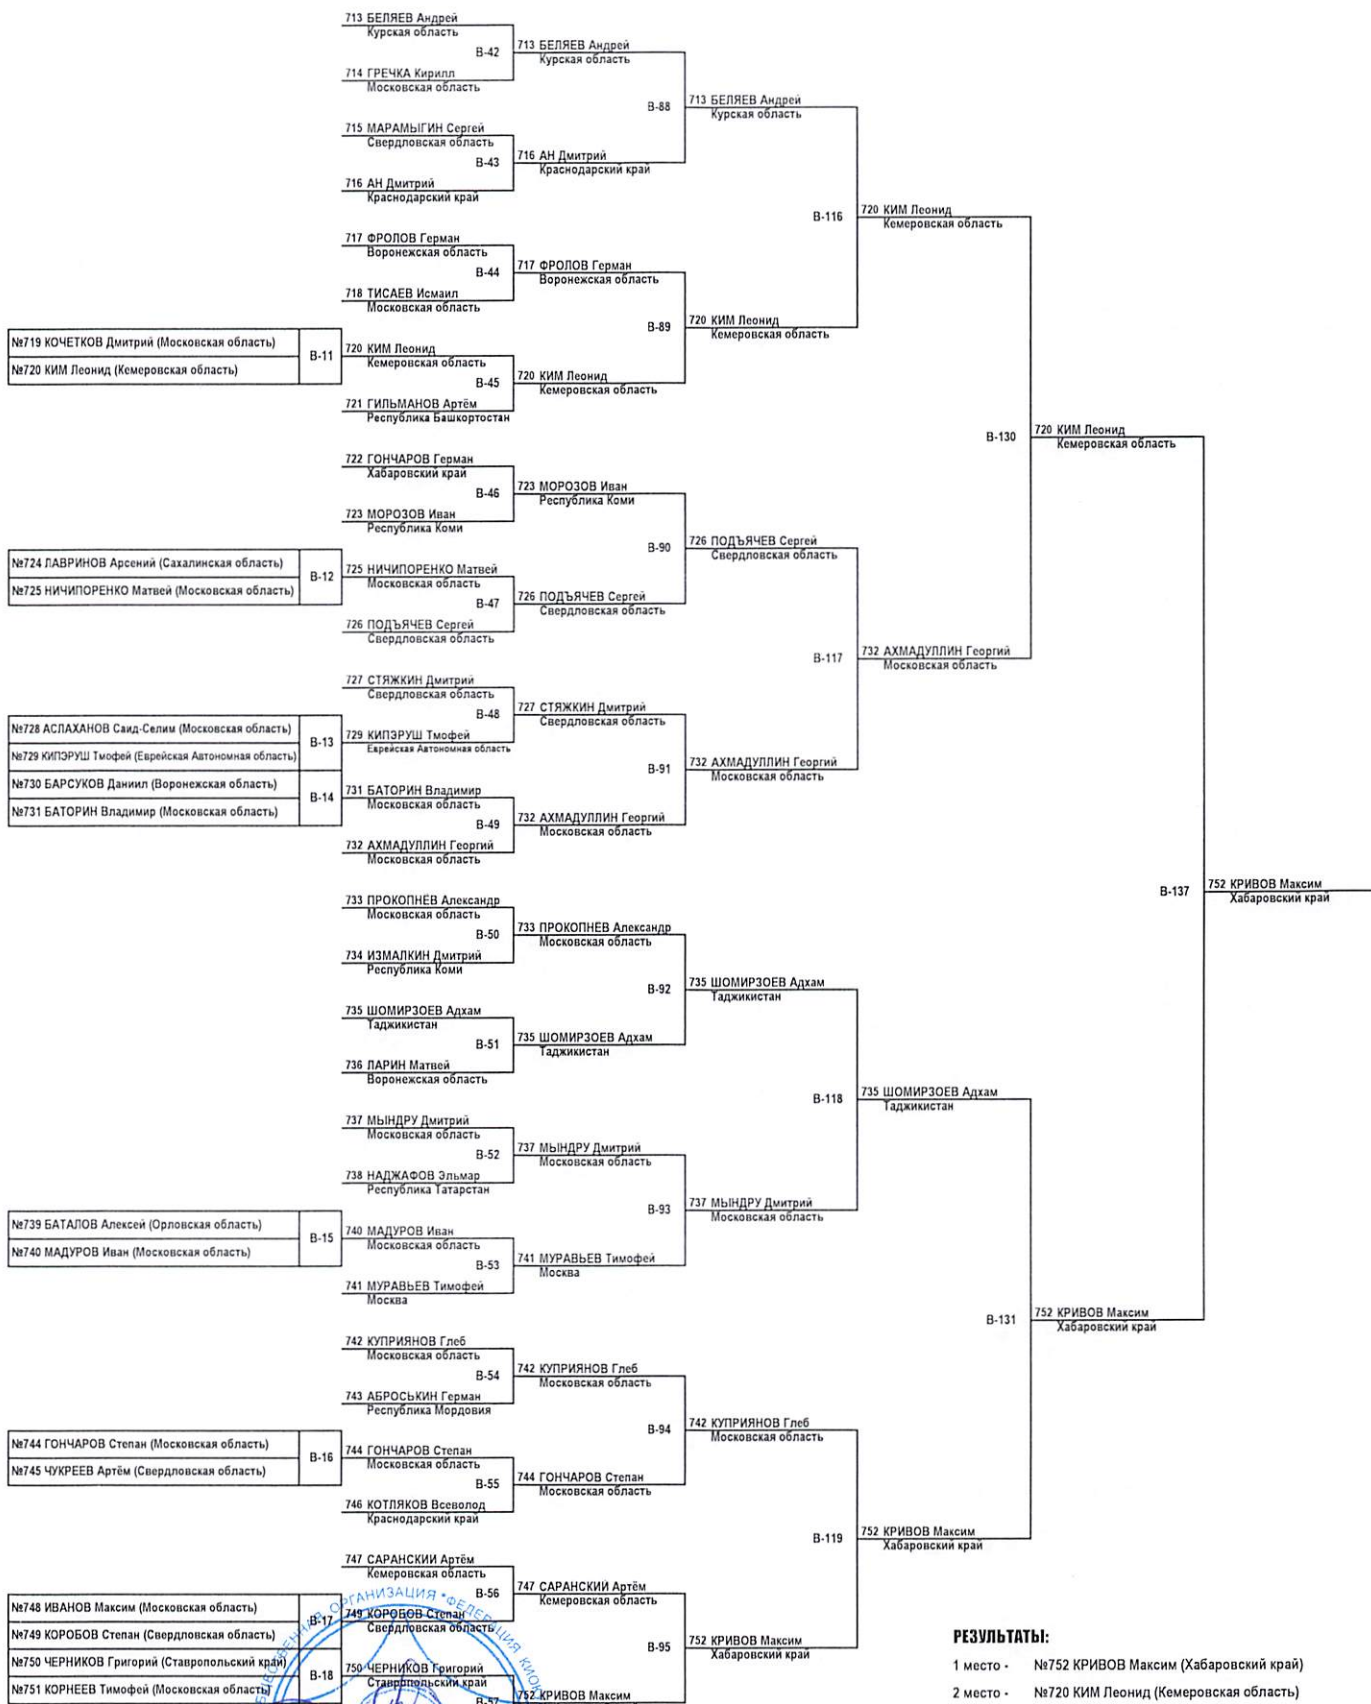 713 БЕЛЯЕВ Андрей
Курская область
В-42
714 ГРЕЧКА Кирилл
Московская область
713 БЕЛЯЕВ Андрей
Курская область
В-88
715 МАРАМЫГИН Сергей
Свердловская область
В-43
716 АН Дмитрий
Краснодарский край
716 АН Дмитрий
Краснодарский край
713 БЕЛЯЕВ Андрей
Курская область
В-116
717 ФРОЛОВ Герман
Воронежская область
В-44
718 ТИСАЕВ Исмаил
Московская область
717 ФРОЛОВ Герман
Воронежская область
В-89
№719 КОЧЕТКОВ Дмитрий (Московская область)
№720 КИМ Леонид (Кемеровская область)
В-11
720 КИМ Леонид
Кемеровская область
В-45
721 ГИЛЬМАНОВ Артём
Республика Башкортостан
720 КИМ Леонид
Кемеровская область
720 КИМ Леонид
Кемеровская область
720 КИМ Леонид
Кемеровская область
В-130
722 ГОНЧАРОВ Герман
Хабаровский край
В-46
723 МОРОЗОВ Иван
Республика Коми
723 МОРОЗОВ Иван
Республика Коми
В-90
№724 ЛАВРИНОВ Арсений (Сахалинская область)
№725 НИЧИПОРЕНКО Матвей (Московская область)
В-12
725 НИЧИПОРЕНКО Матвей
Московская область
В-47
726 ПОДЪЯЧЕВ Сергей
Свердловская область
726 ПОДЪЯЧЕВ Сергей
Свердловская область
726 ПОДЪЯЧЕВ Сергей
Свердловская область
В-117
727 СТЯЖКИН Дмитрий
Свердловская область
В-48
№728 АСЛАХАНОВ Саид-Селим (Московская область)
№729 КИПЭРУШ Тмофей (Еврейская Автономная область)
В-13
729 КИПЭРУШ Тмофей
Еврейская Автономная область
727 СТЯЖКИН Дмитрий
Свердловская область
В-91
№730 БАРСУКОВ Даниил (Воронежская область)
№731 БАТОРИН Владимир (Московская область)
В-14
731 БАТОРИН Владимир
Московская область
В-49
732 АХМАДУЛЛИН Георгий
Московская область
732 АХМАДУЛЛИН Георгий
Московская область
732 АХМАДУЛЛИН Георгий
Московская область
732 АХМАДУЛЛИН Георгий
Московская область
720 КИМ Леонид
Кемеровская область
В-137
752 КРИВОВ Максим
Хабаровский край
733 ПРОКОПНЕВ Александр
Московская область
В-50
734 ИЗМАЛКИН Дмитрий
Республика Коми
733 ПРОКОПНЕВ Александр
Московская область
В-92
735 ШОМИРЗОЕВ Адхам
Таджикистан
В-51
736 ЛАРИН Матвей
Воронежская область
735 ШОМИРЗОЕВ Адхам
Таджикистан
735 ШОМИРЗОЕВ Адхам
Таджикистан
В-118
737 МЫНДРУ Дмитрий
Московская область
В-52
738 НАДЖАФОВ Эльмар
Республика Татарстан
737 МЫНДРУ Дмитрий
Московская область
В-93
№739 БАТАЛОВ Алексей (Орловская область)
№740 МАДУРОВ Иван (Московская область)
В-15
740 МАДУРОВ Иван
Московская область
В-53
741 МУРАВЬЕВ Тимофей
Москва
741 МУРАВЬЕВ Тимофей
Москва
737 МЫНДРУ Дмитрий
Московская область
735 ШОМИРЗОЕВ Адхам
Таджикистан
В-131
752 КРИВОВ Максим
Хабаровский край
742 КУПРИЯНОВ Глеб
Московская область
В-54
743 АБРОСЬКИН Герман
Республика Мордовия
742 КУПРИЯНОВ Глеб
Московская область
В-94
№744 ГОНЧАРОВ Степан (Московская область)
№745 ЧУКРЕЕВ Артём (Свердловская область)
В-16
744 ГОНЧАРОВ Степан
Московская область
В-55
746 КОТЛЯКОВ Всеволод
Краснодарский край
744 ГОНЧАРОВ Степан
Московская область
742 КУПРИЯНОВ Глеб
Московская область
В-119
752 КРИВОВ Максим
Хабаровский край
747 САРАНСКИЙ Артём
Кемеровская область
В-56
№748 ИВАНОВ Максим (Московская область)
№749 КОРОБОВ Степан (Свердловская область)
В-17
749 КОРОБОВ Степан
Свердловская область
747 САРАНСКИЙ Артём
Кемеровская область
В-95
752 КРИВОВ Максим
Хабаровский край
№750 ЧЕРНИКОВ Григорий (Ставропольский край)
№751 КОРНЕЕВ Тимофей (Московская область)
В-18
750 ЧЕРНИКОВ Григорий
Ставропольский край
В-57
752 КРИВОВ Максим
ОРГАНИЗАЦИЯ * ФЕДЕРАЦИЯ
РЕЗУЛЬТАТЫ:
1 место - №752 КРИВОВ Максим (Хабаровский край)
2 место - №720 КИМ Леонид (Кемеровская область)